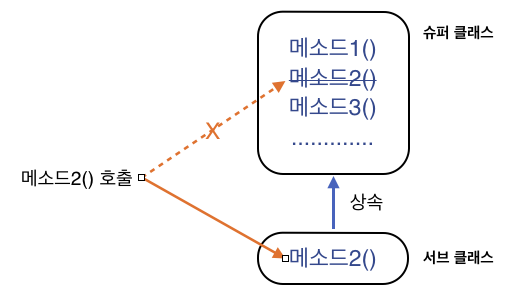 슈퍼 클래스
메소드1()
메소드2()
메소드3()
.............
X
메소드2() 호출
상속
메소드2()
서브 클래스